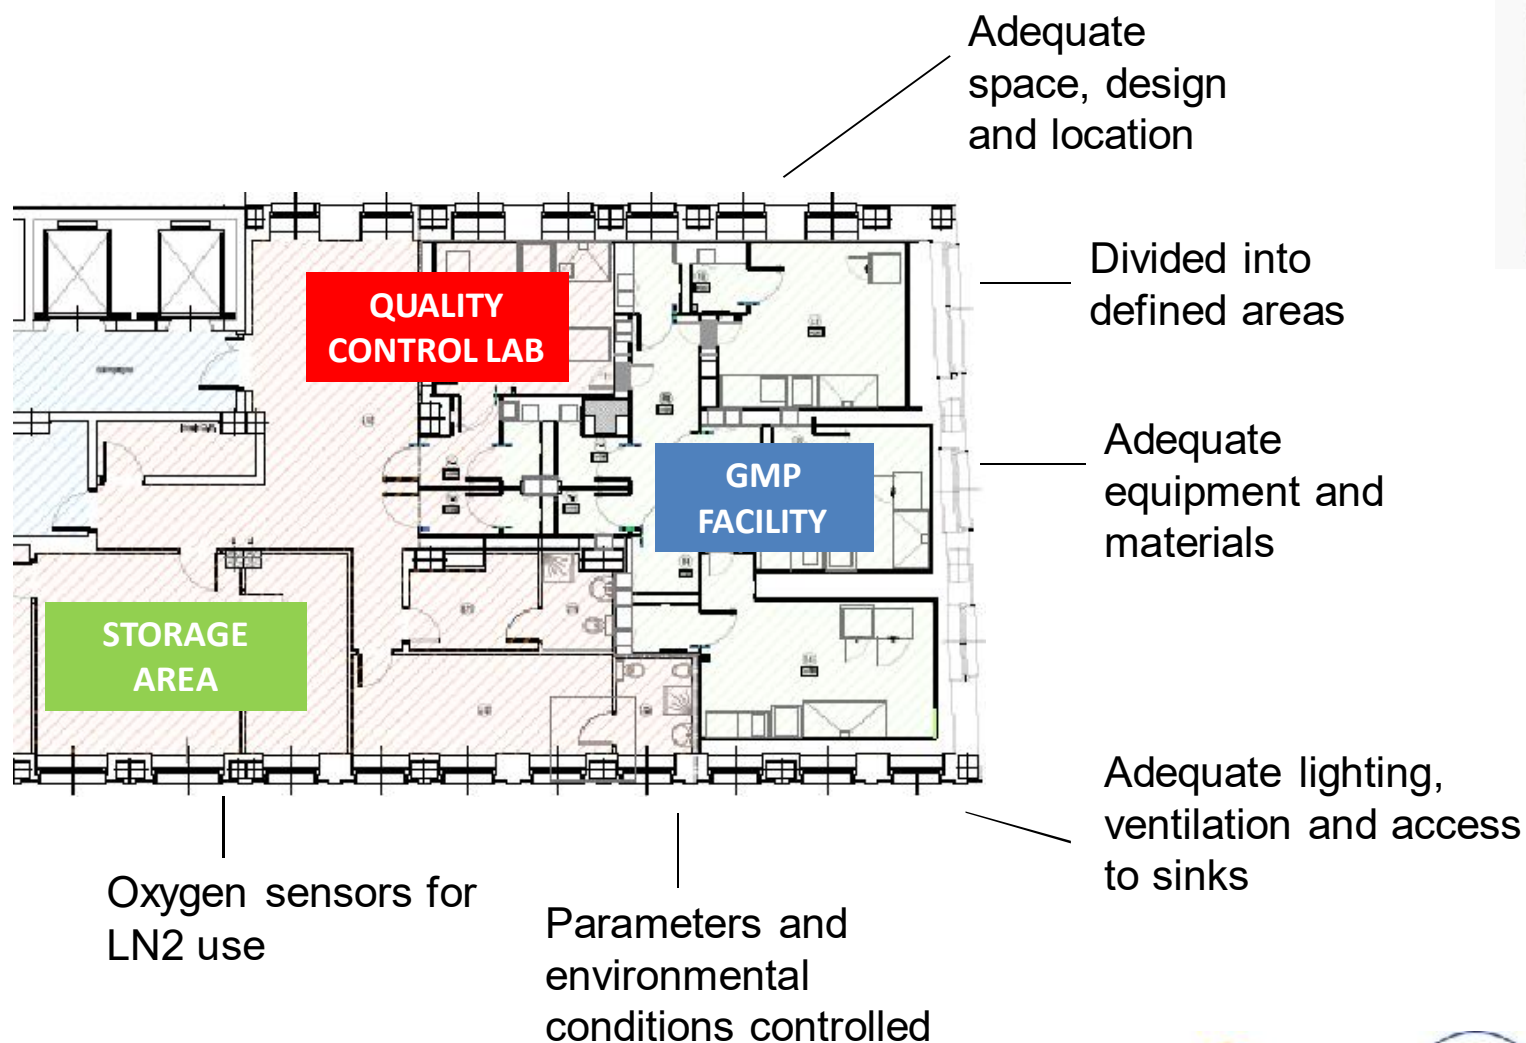 Adequate
space, design
and location
QUALITY
CONTROL LAB
Divided into
defined areas
Adequate
equipment and
materials
GMP
FACILITY
STORAGE
AREA
Adequate lighting,
ventilation and access
to sinks
Oxygen sensors for
LN2 use
Parameters and
environmental
conditions controlled